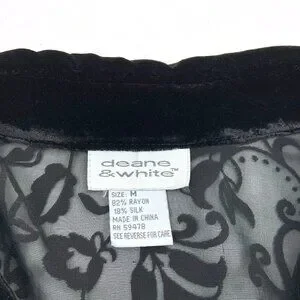 deane
& white™
SIZE: M
82% RAYON
18% SILK
MADE IN CHINA
RN 59478
SEE REVERSE FOR CARE